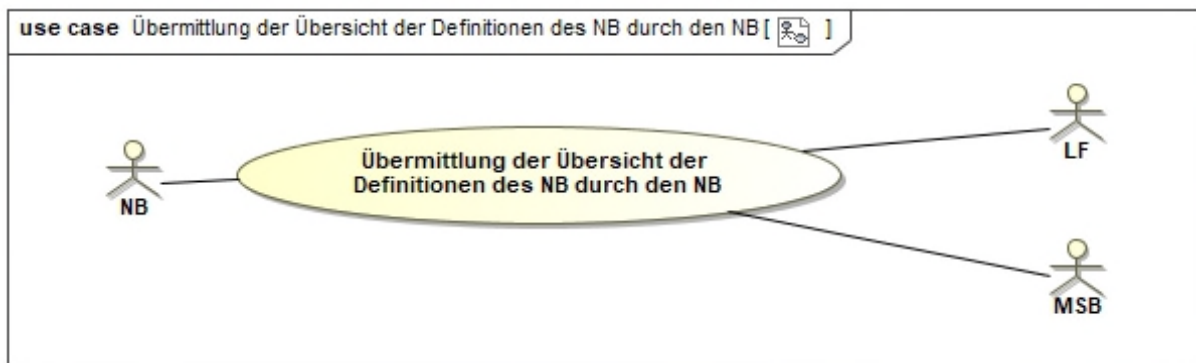 use case Übermittlung der Übersicht der Definitionen des NB durch den NB [ ]
Übermittlung der Übersicht der
Definitionen des NB durch den NB
NB
LF
MSB